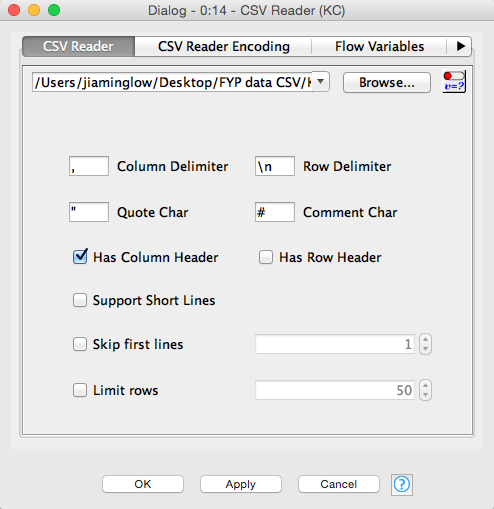 Dialog - 0:14 - CSV Reader (KC)
CSV Reader CSV Reader Encoding Flow Variables
/Users/jiaminglow/Desktop/FYP data CSV/K Browse... v=?
, Column Delimiter \n Row Delimiter
" Quote Char # Comment Char
Has Column Header Has Row Header
Support Short Lines
Skip first lines 1
Limit rows 50
OK Apply Cancel ?